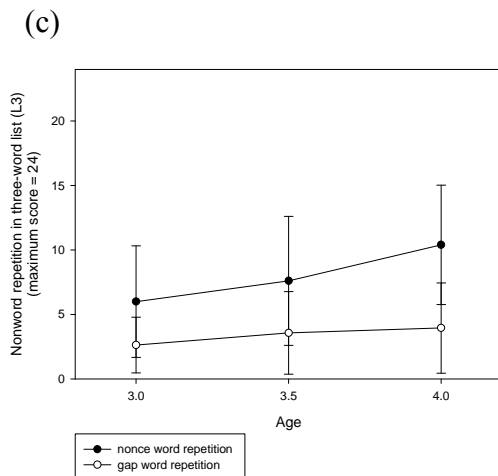 (c)
Nonword repetition in three-word list (L3)
(maximum score = 24)
20
15
10
5
0
3.0 3.5 4.0
Age
nonce word repetition
gap word repetition